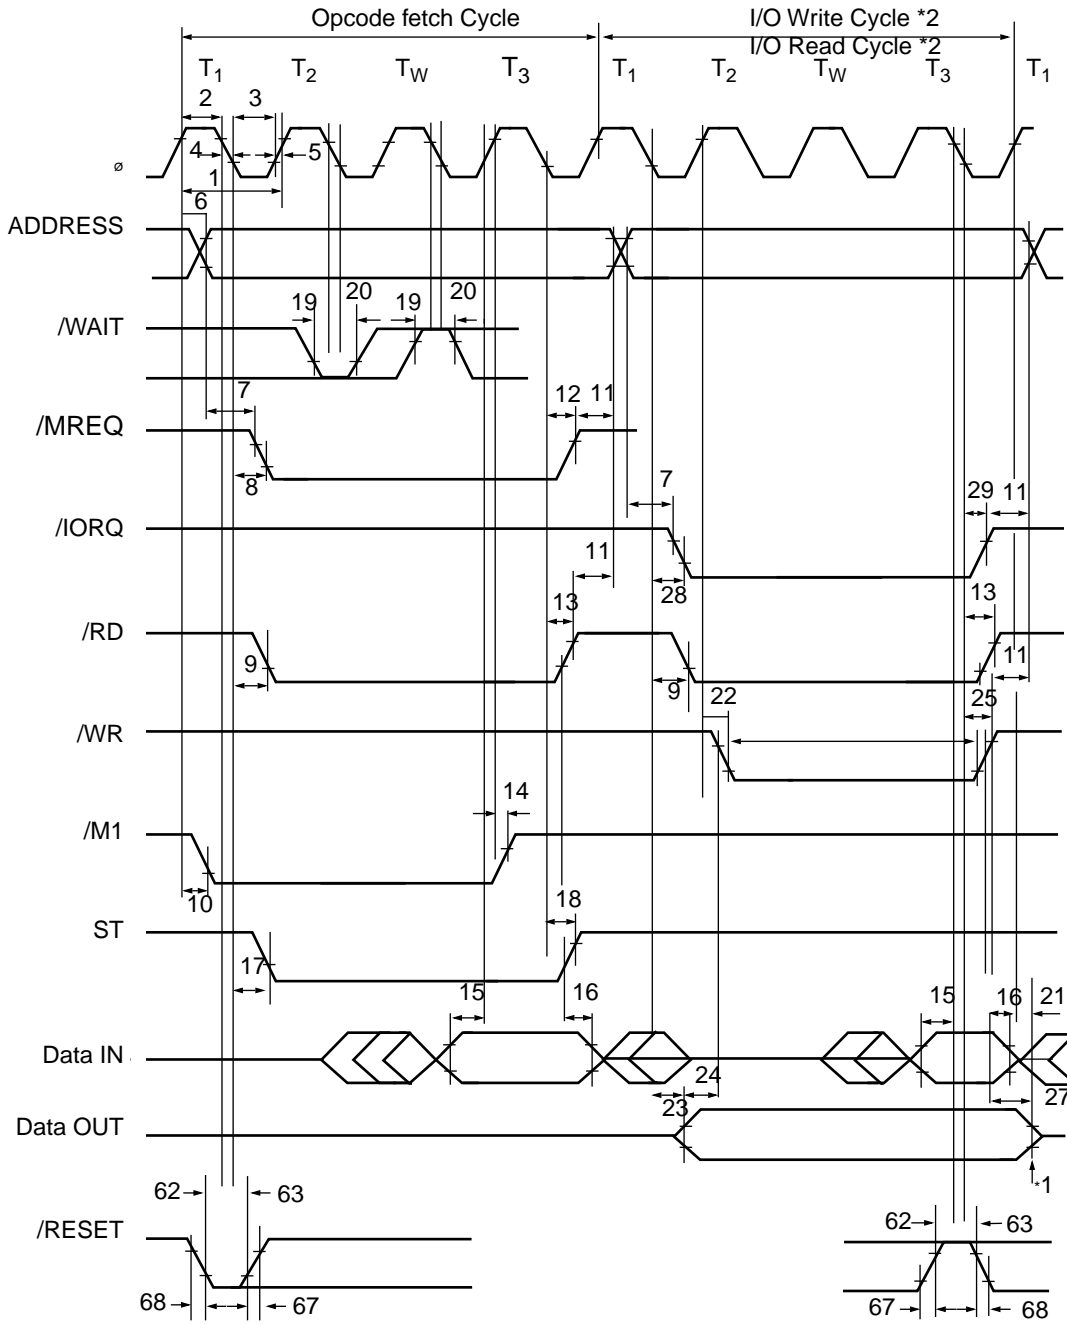 Opcode fetch Cycle
I/O Write Cycle *2
I/O Read Cycle *2
T1 T2 TW T3 T1 T2 TW T3 T1
2 3
ø 4 5
1
6
ADDRESS
19 20 19 20
/WAIT
7 12 11
/MREQ
8 7 29 11
/IORQ
11
28
13 13
/RD
9 11
9 22 25
/WR
14
/M1
10 18
ST
17
15 16 15 16 21
Data IN
24
23 27
Data OUT
*1
62 63 62 63
/RESET
68 67 67 68